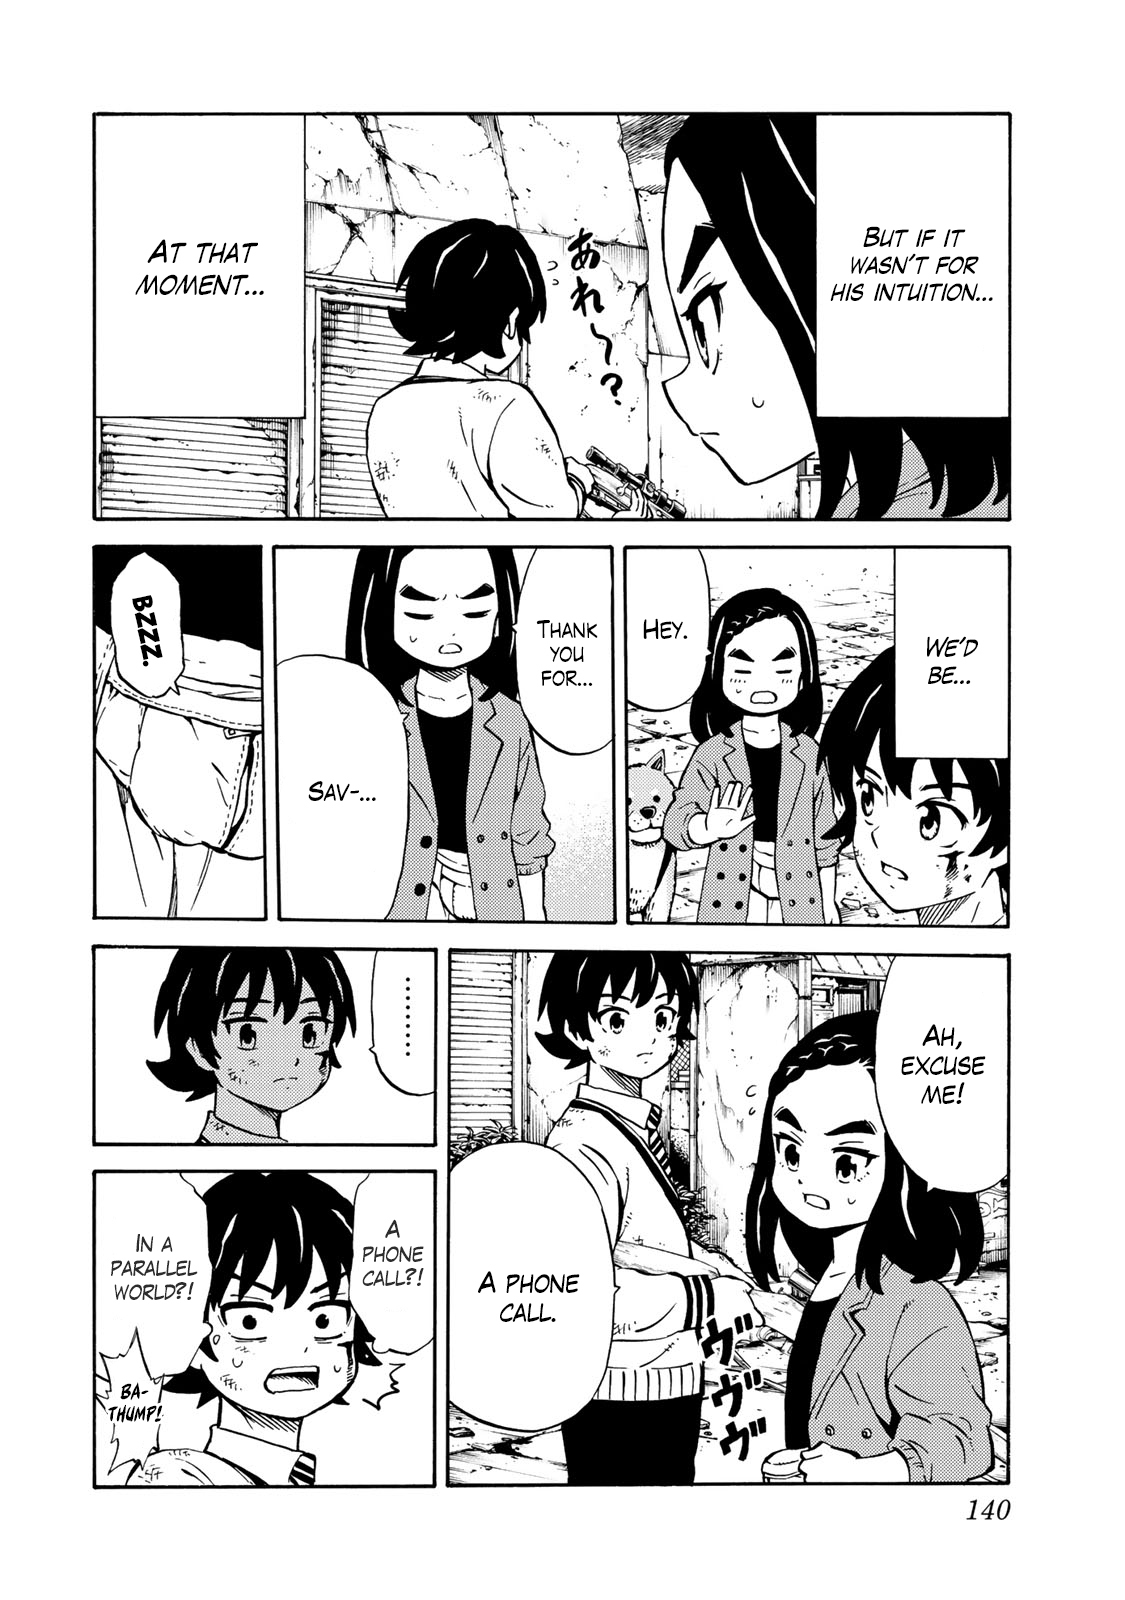 BUT IF IT
WASN'T FOR
HIS INTUITION...
あれ～？
AT THAT
MOMENT...
WE'D
BE...
HEY.
THANK
YOU
FOR...
SAV-...
BZZZ.
AH,
EXCUSE
ME!
A PHONE
CALL.
ヴヴヴ
........
A
PHONE
CALL?!
IN A
PARALLEL
WORLD?!
BA-
THUMP!
140